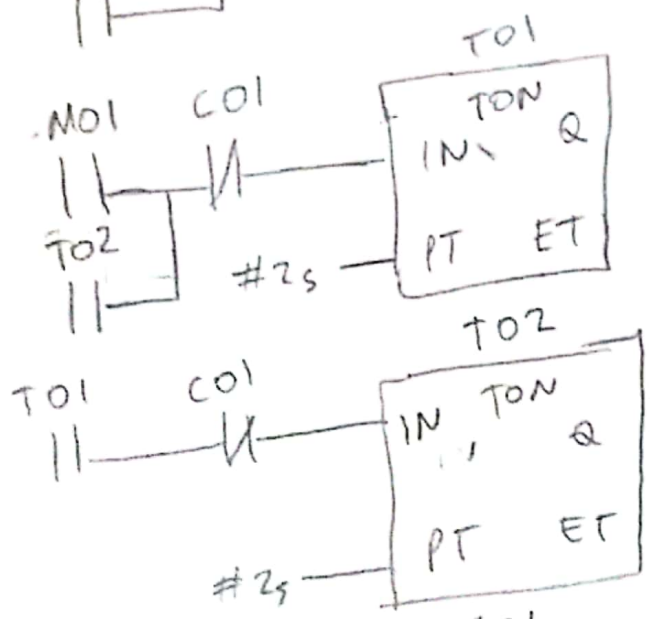 T01
M01 C01 TON
IN Q
T02
#2s PT ET
T02
T01 C01 TON
IN Q
#2s PT ET